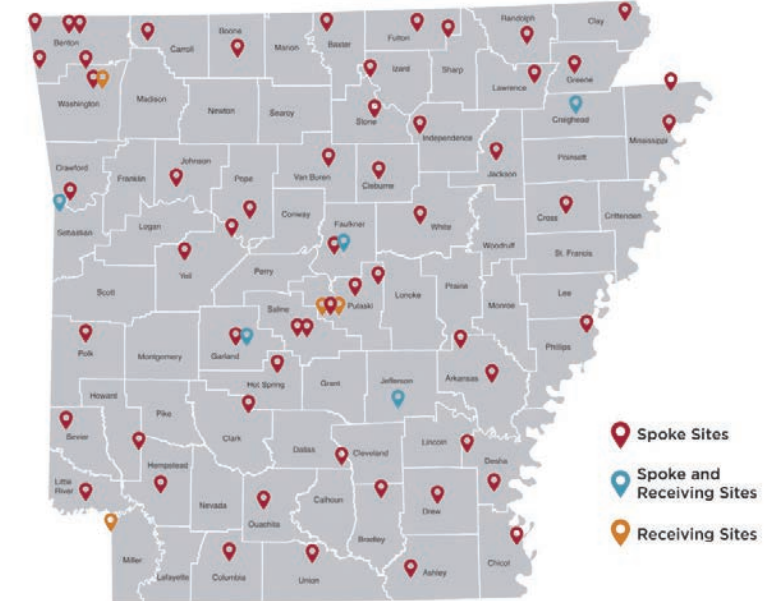 Randolph
Clay
Boone
Fulton
Benton
Carroll
Marion
Baxter
Izard
Sharp
Greene
Lawrence
Washington
Madison
Newton
Searcy
Stone
Craighead
Independence
Mississippi
Poinsett
Crawford
Johnson
Franklin
Pope
Van Buren
Cleburne
Jackson
Conway
Cross
Crittenden
Logan
Faulkner
White
Sebastian
Woodruff
St. Francis
Yell
Perry
Scott
Prairie
Lonoke
Lee
Saline
Pulaski
Monroe
Polk
Montgomery
Garland
Phillips
Hot Spring
Grant
Jefferson
Arkansas
Howard
Pike
Clark
Sevier
Dallas
Cleveland
Lincoln
Desha
Hempstead
Little
River
Nevada
Calhoun
Ouachita
Drew
Bradley
Miller
Lafayette
Columbia
Union
Ashley
Chicot
Spoke Sites
Spoke and
Receiving Sites
Receiving Sites